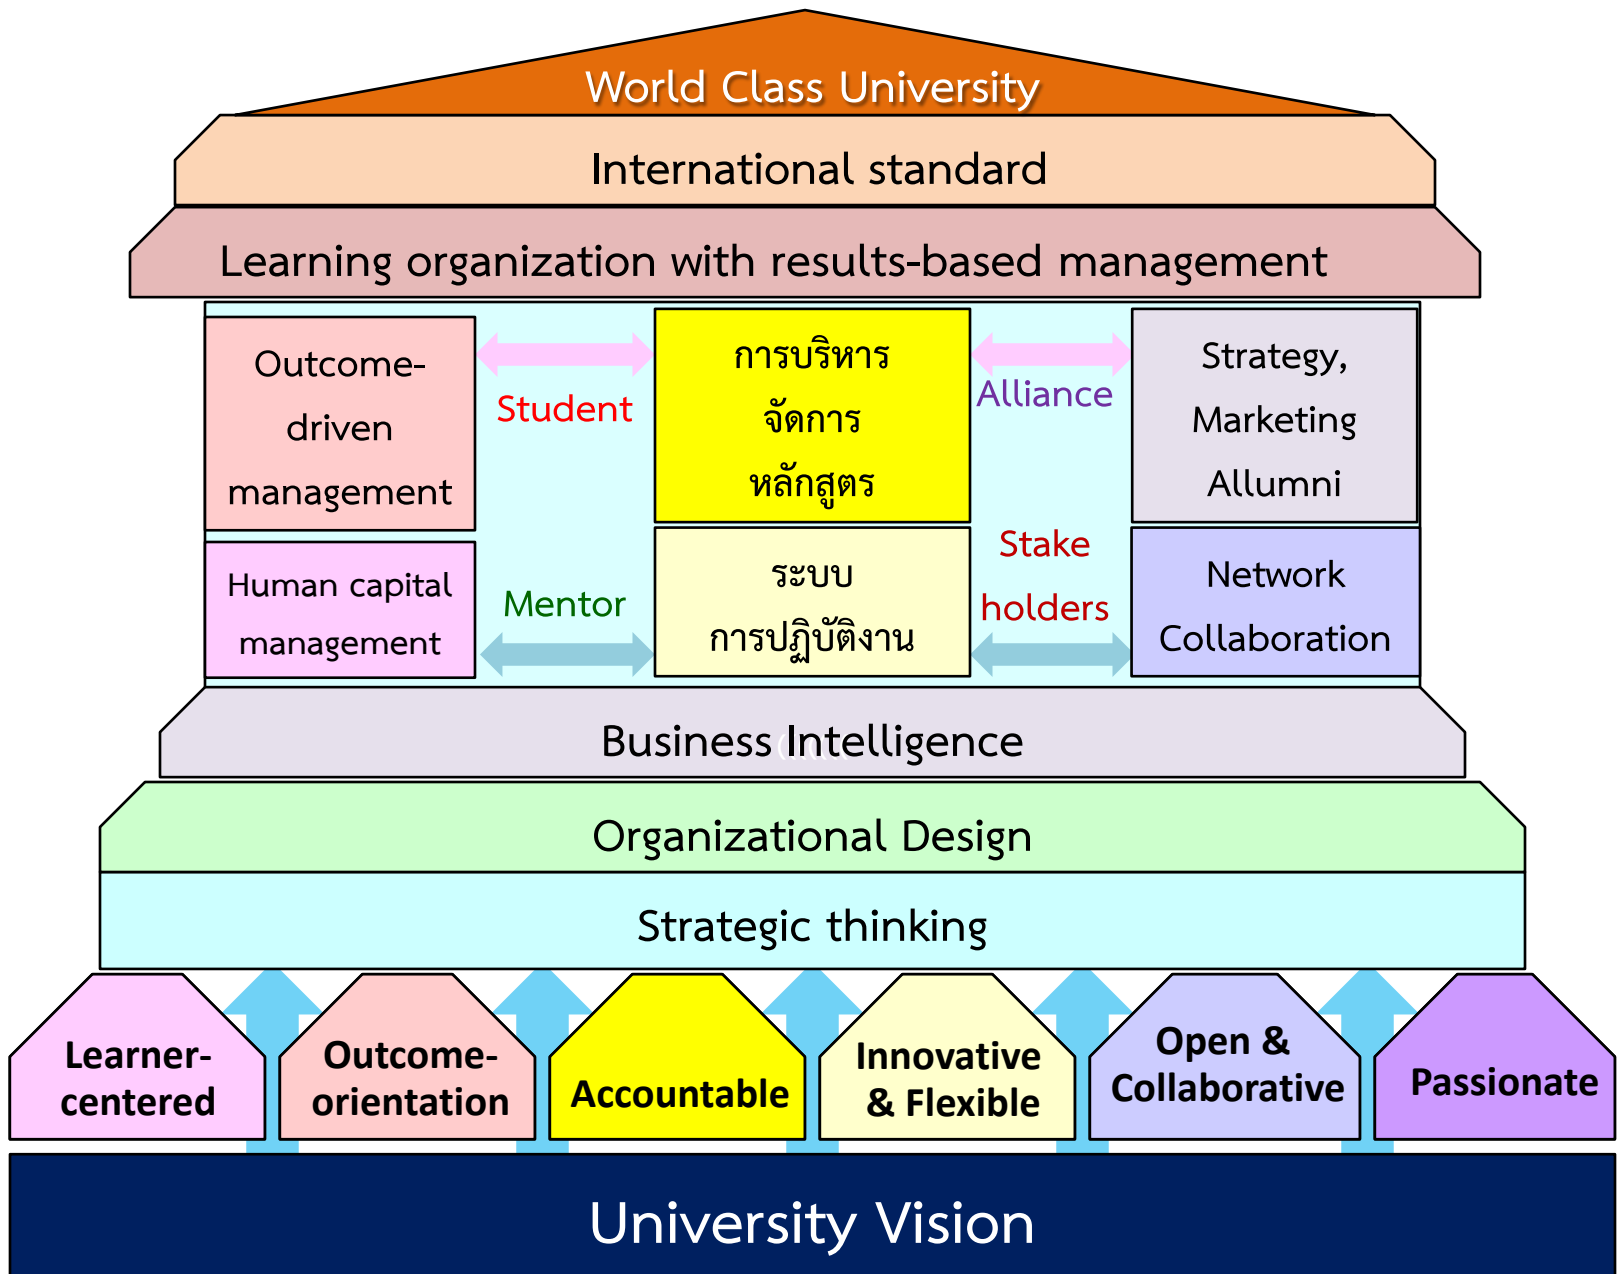 World Class University
International standard
Learning organization with results-based management
Outcome-
driven
management
Student
การบริหาร
จัดการ
หลักสูตร
Alliance
Strategy,
Marketing
Allumni
Human capital
management
Mentor
ระบบ
การปฏิบัติงาน
Stake
holders
Network
Collaboration
Business Intelligence
Organizational Design
Strategic thinking
Learner-
centered
Outcome-
orientation
Accountable
Innovative
& Flexible
Open &
Collaborative
Passionate
University Vision